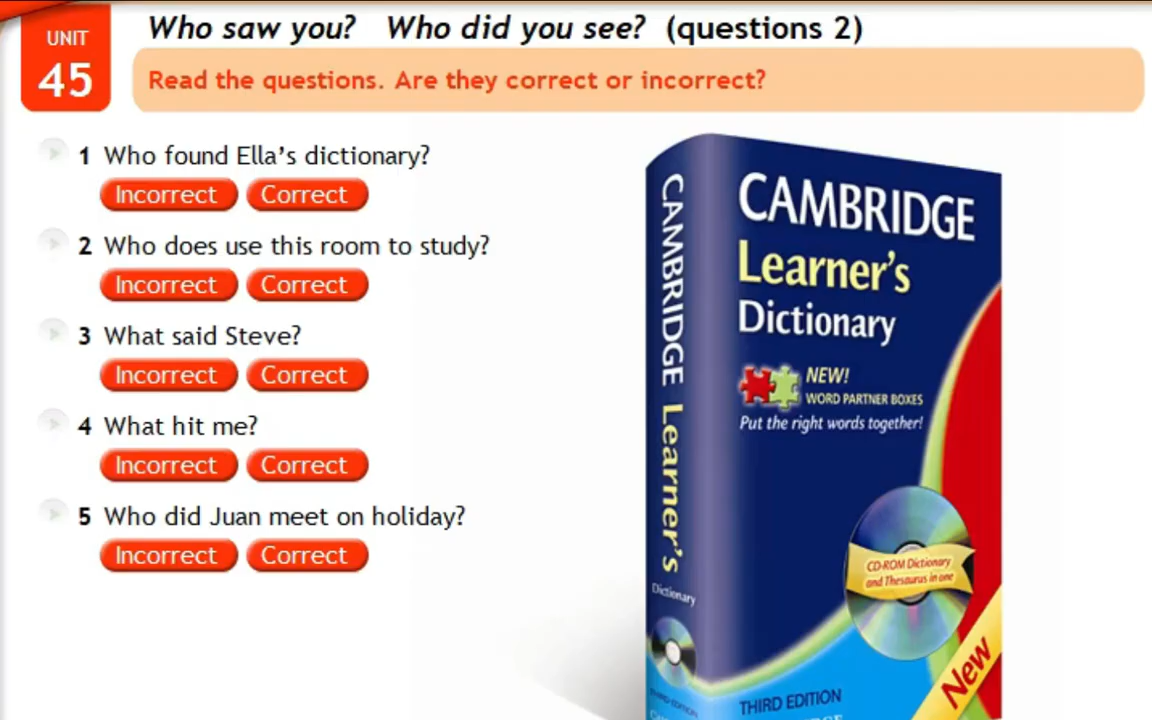 UNIT
45
Who saw you? Who did you see? (questions 2)
Read the questions. Are they correct or incorrect?
1 Who found Ella's dictionary?
Incorrect Correct
2 Who does use this room to study?
Incorrect Correct
3 What said Steve?
Incorrect Correct
4 What hit me?
Incorrect Correct
5 Who did Juan meet on holiday?
Incorrect Correct
CAMBRIDGE Learner's
Dictionary
CAMBRIDGE
Learner's
Dictionary
NEW!
WORD PARTNER BOXES
Put the right words together!
CD-ROM Dictionary
and Thesaurus in one
New
THIRD EDITION
THIRD EDITION